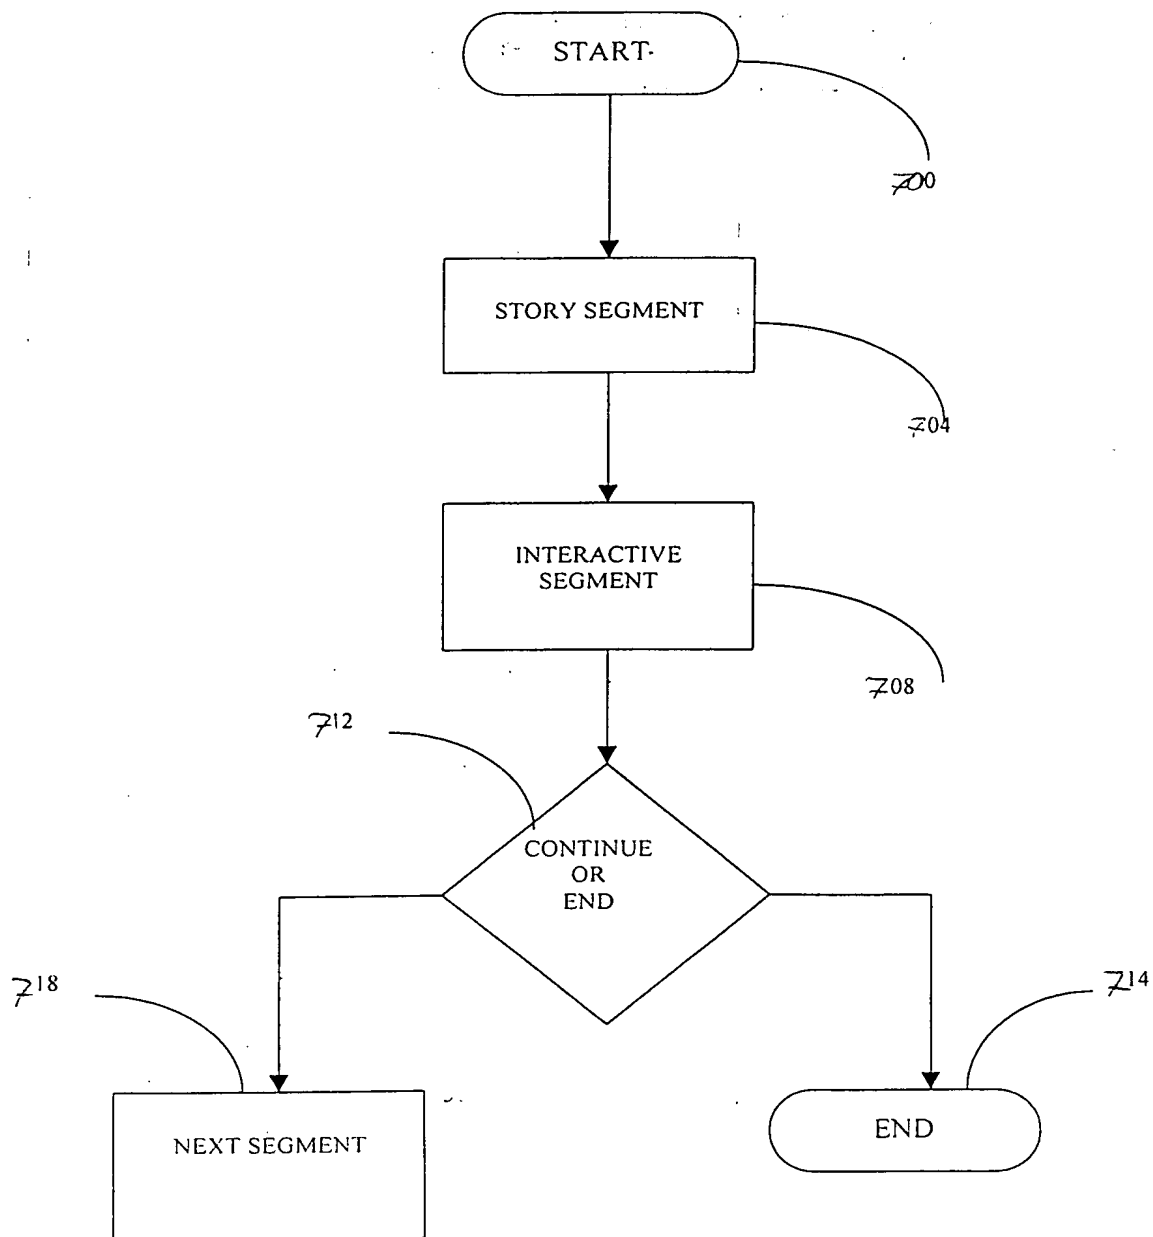 START
700
STORY SEGMENT
704
INTERACTIVE
SEGMENT
708
712
CONTINUE
OR
END
718
714
NEXT SEGMENT
END